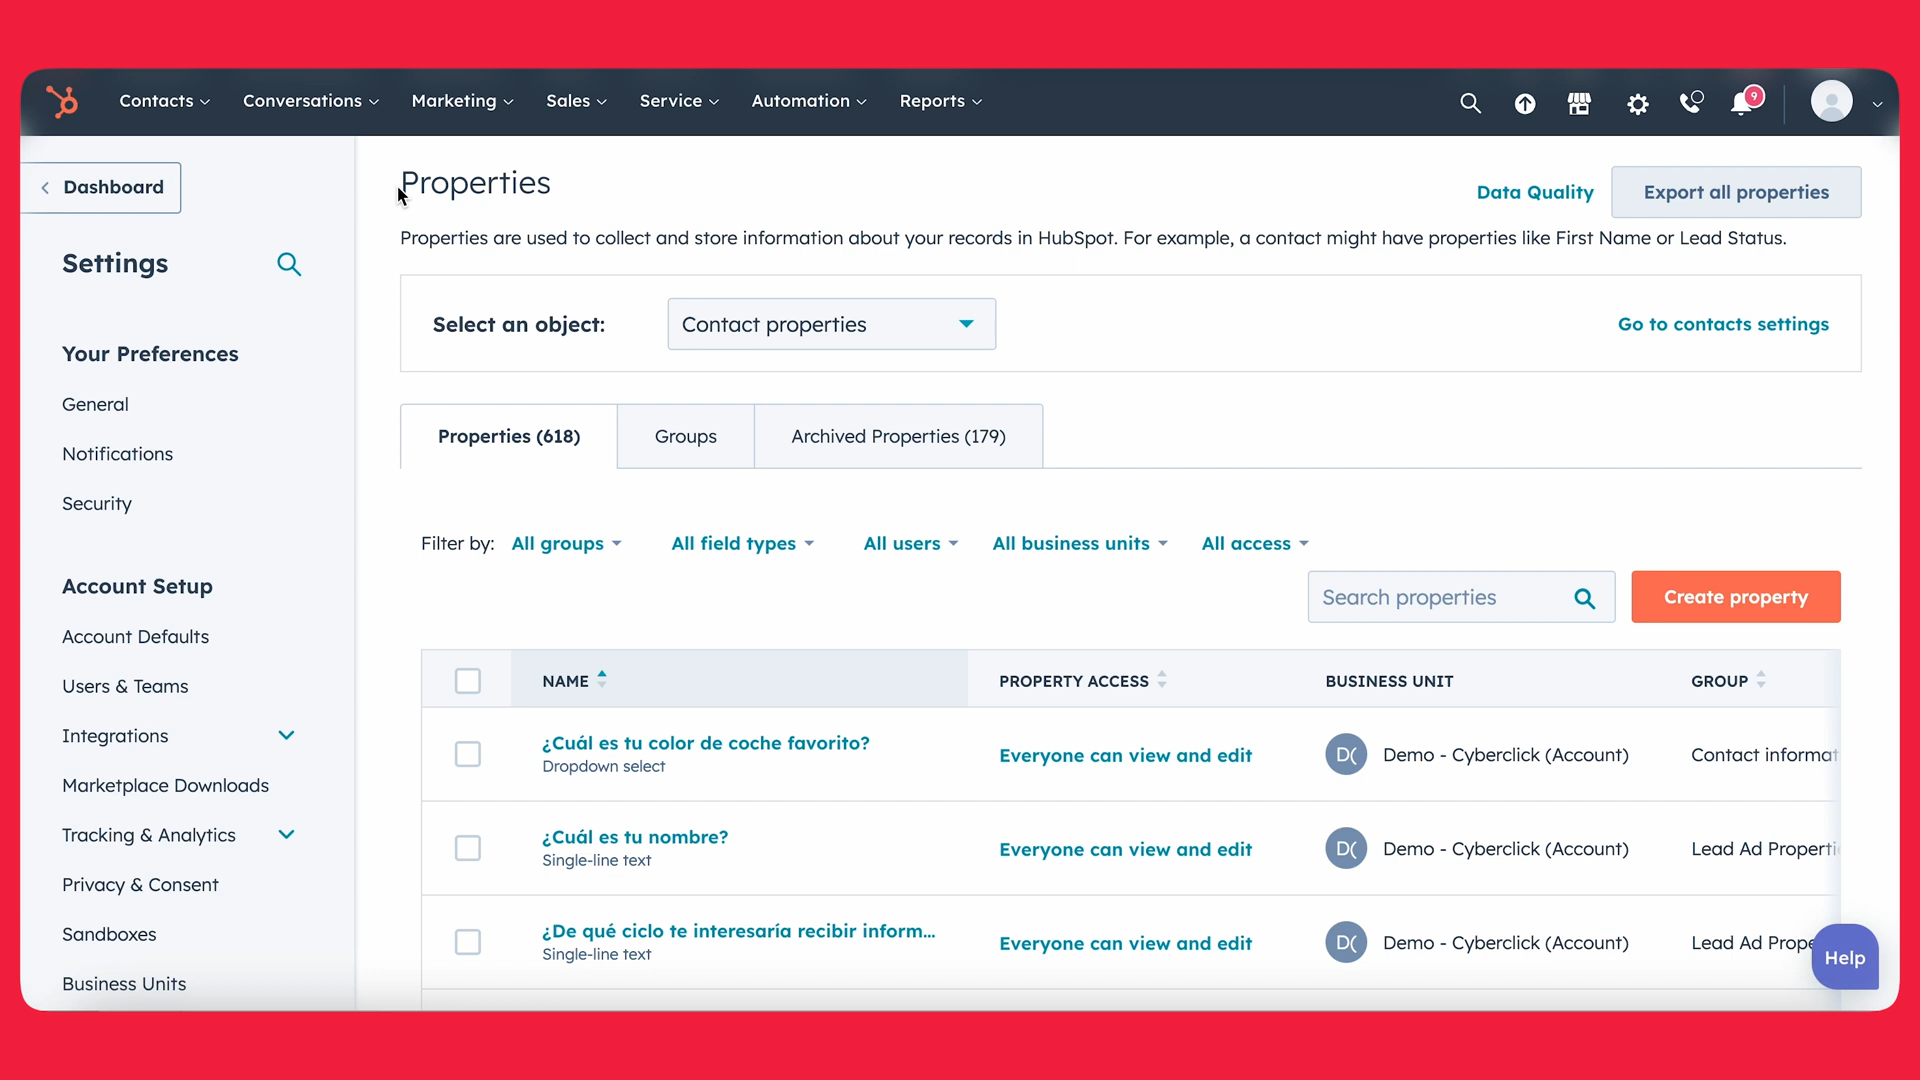 Contacts
Conversations
Marketing
Sales
Service
Automation
Reports
9
Dashboard
Settings
Your Preferences
General
Notifications
Security
Account Setup
Account Defaults
Users & Teams
Integrations
Marketplace Downloads
Tracking & Analytics
Privacy & Consent
Sandboxes
Business Units
Properties
Data Quality
Export all properties
Properties are used to collect and store information about your records in HubSpot. For example, a contact might have properties like First Name or Lead Status.
Select an object:
Contact properties
Go to contacts settings
Properties (618)
Groups
Archived Properties (179)
Filter by:
All groups
All field types
All users
All business units
All access
Search properties
Create property
NAME
PROPERTY ACCESS
BUSINESS UNIT
GROUP
¿Cuál es tu color de coche favorito?
Dropdown select
Everyone can view and edit
D(
Demo - Cyberclick (Account)
Contact informat
¿Cuál es tu nombre?
Single-line text
Everyone can view and edit
D(
Demo - Cyberclick (Account)
Lead Ad Properti
¿De qué ciclo te interesaría recibir inform...
Single-line text
Everyone can view and edit
D(
Demo - Cyberclick (Account)
Lead Ad Prope
Help